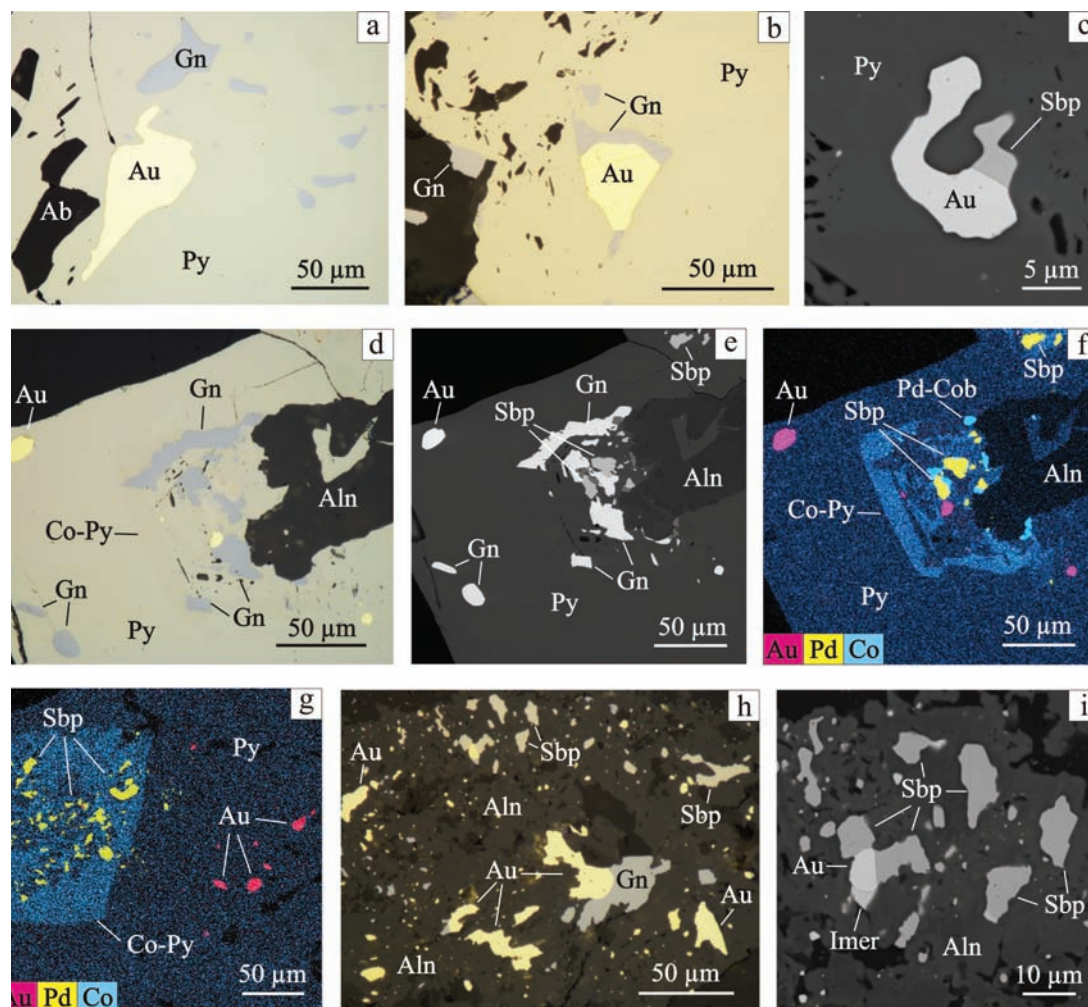 a
Gn
Au
Ab
Py
50 µm
b
Py
Gn
Gn
Au
50 µm
c
Py
Sbp
Au
5 µm
d
Gn
Au
Aln
Co-Py
Gn
Gn
Py
50 µm
e
Sbp
Au
Gn
Sbp
Aln
Gn
Gn
Py
50 µm
f
Sbp
Pd-Cob
Au
Sbp
Aln
Co-Py
Py
50 µm
Au Pd Co
g
Sbp
Py
Au
Co-Py
50 µm
Au Pd Co
h
Sbp
Au
Aln
Sbp
Au
Gn
Au
Aln
50 µm
i
Sbp
Au
Sbp
Imer
Aln
10 µm